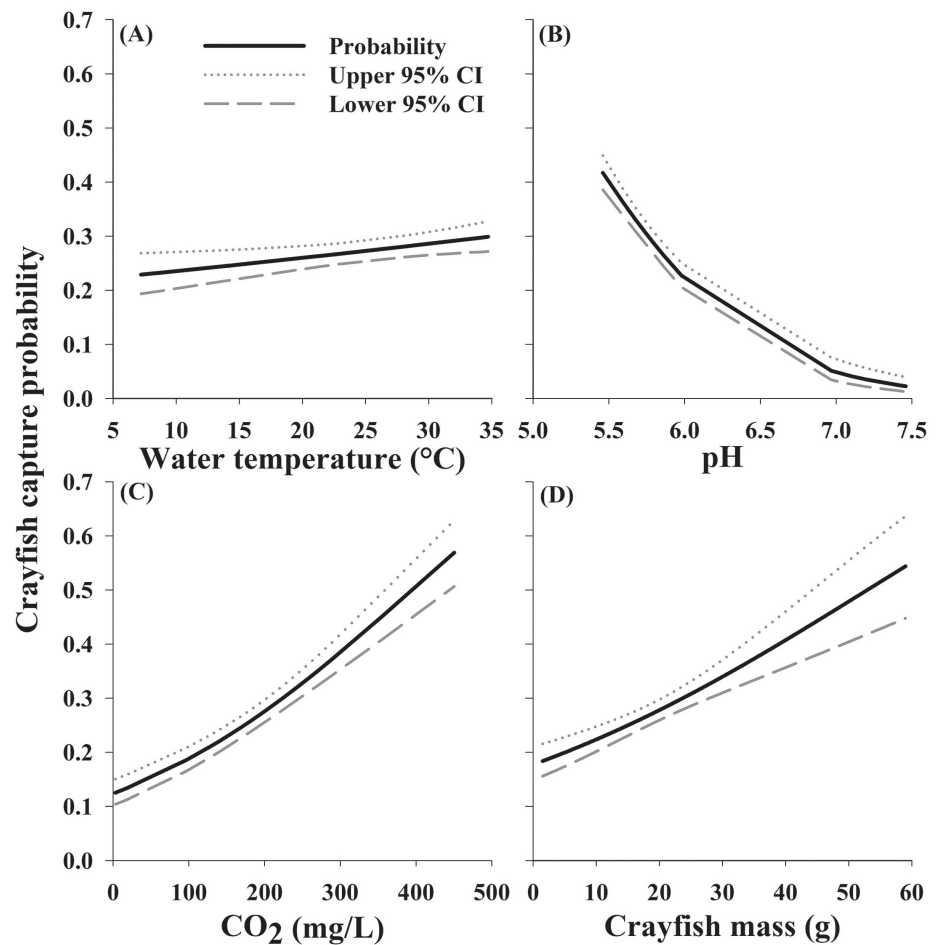 Crayfish capture probability
(A)
Probability
Upper 95% CI
Lower 95% CI
0.7
0.6
0.5
0.4
0.3
0.2
0.1
0.0
5 10 15 20 25 30 35
Water temperature (°C)
(B)
5.0 5.5 6.0 6.5 7.0 7.5
pH
(C)
0.7
0.6
0.5
0.4
0.3
0.2
0.1
0.0
0 100 200 300 400 500
CO2 (mg/L)
(D)
0 10 20 30 40 50 60
Crayfish mass (g)